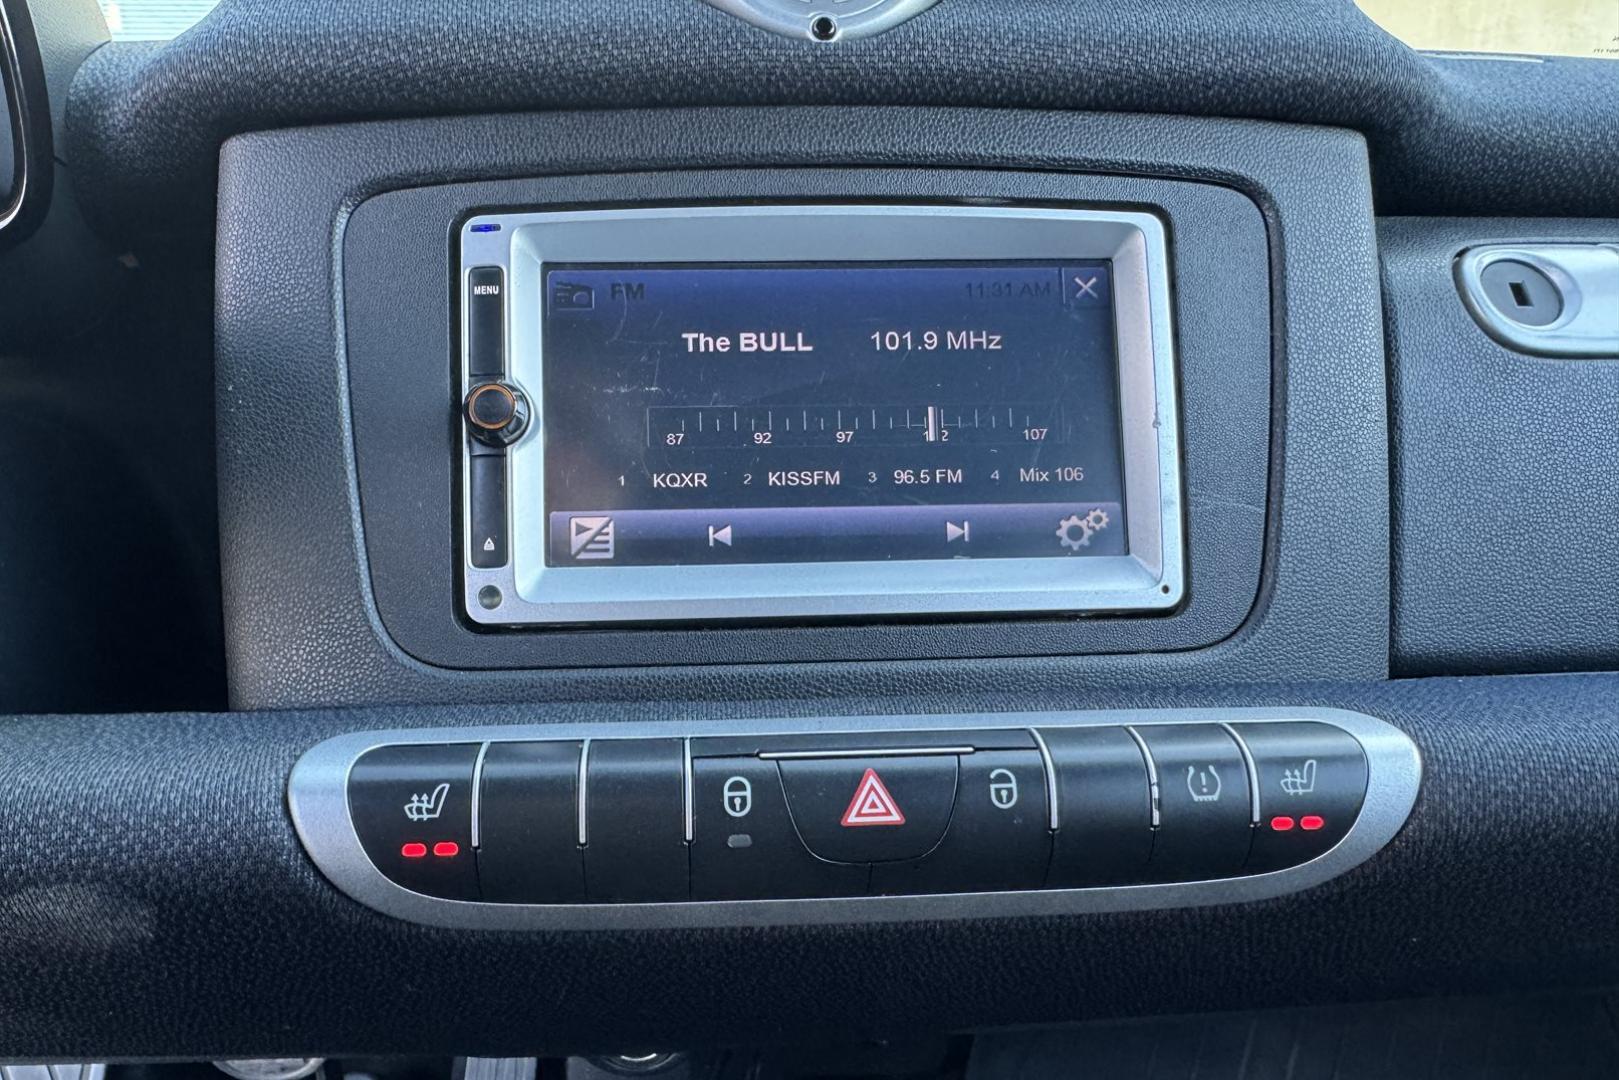 MENU
FM 11:31 AM
The BULL 101.9 MHz
87 92 97 107
1 KQXR 2 KISSFM 3 96.5 FM 4 Mix 106